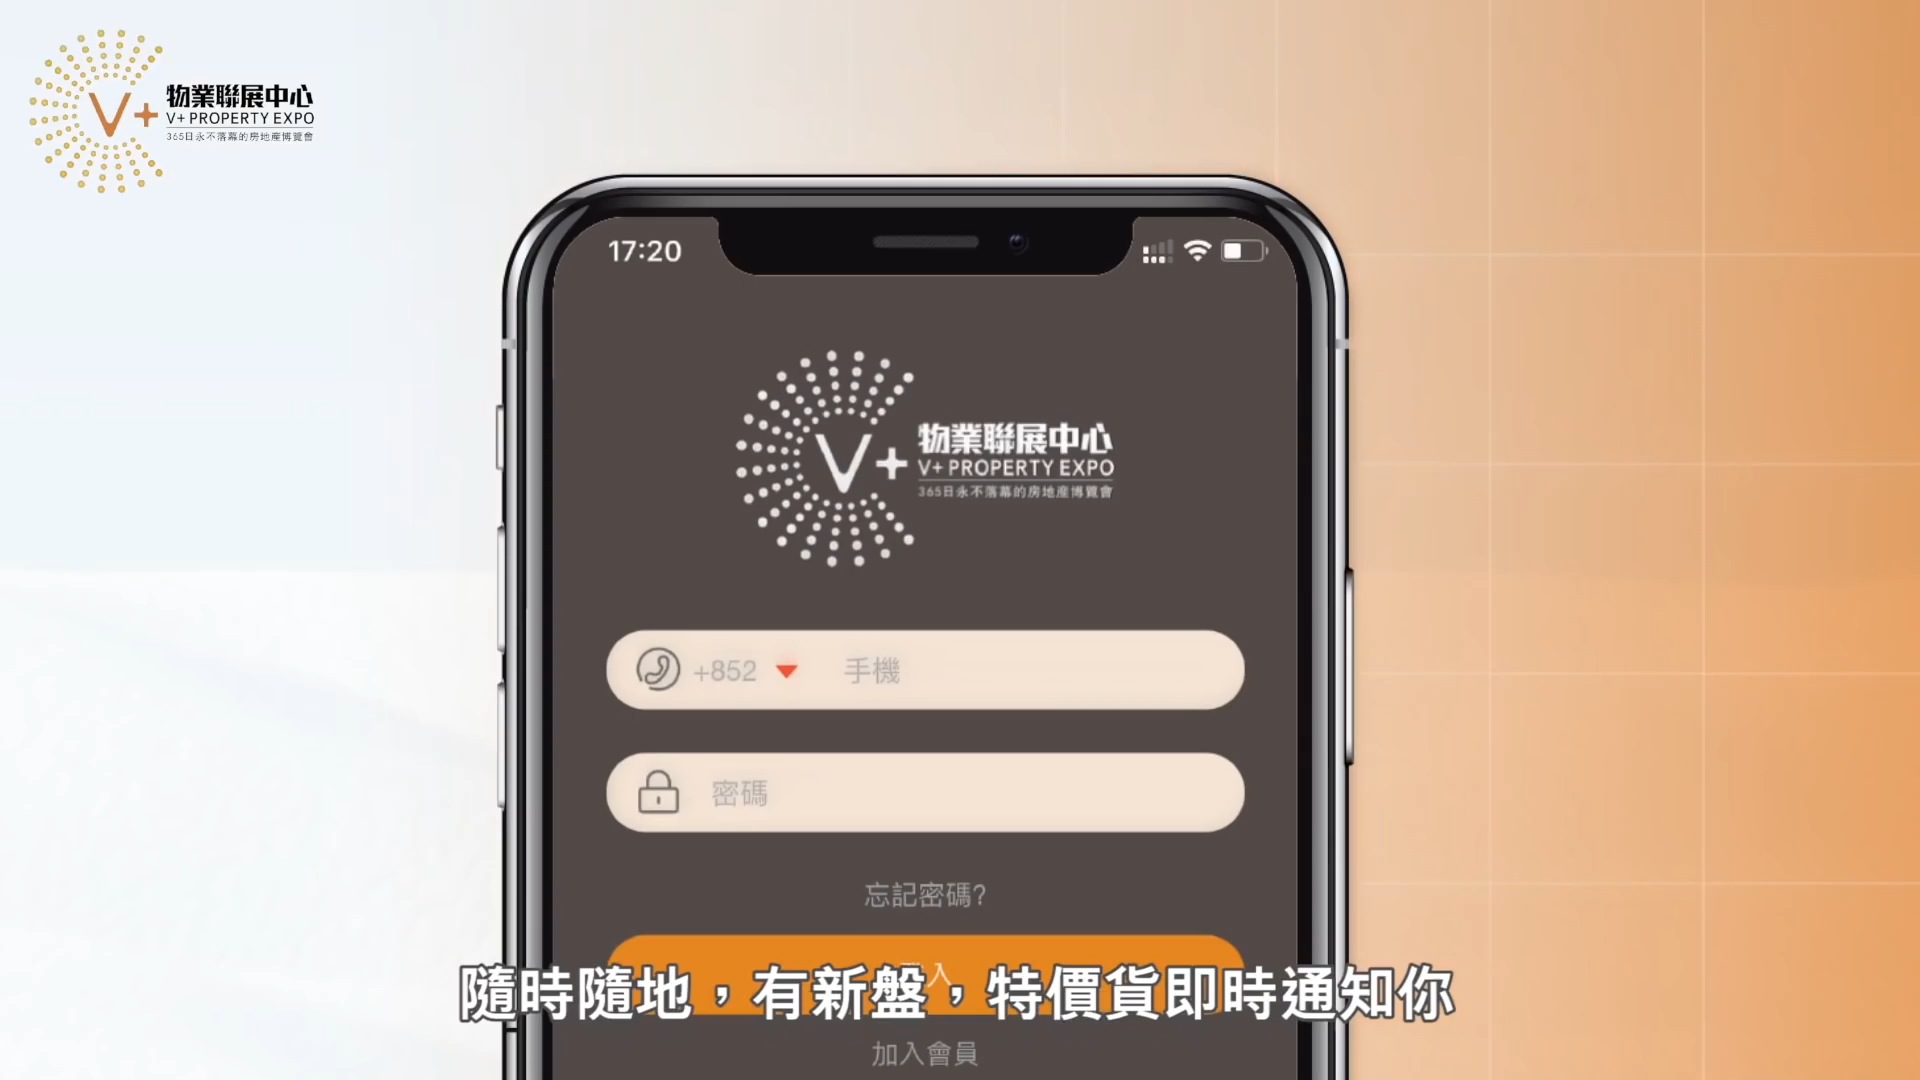 物業聯展中心
V+ PROPERTY EXPO
365日永不落幕的房地產博覽會
17:20
物業聯展中心
V+ PROPERTY EXPO
365日永不落幕的房地產博覽會
+852 手機
密碼
忘記密碼?
登入
隨時隨地，有新盤，特價貨即時通知你
加入會員